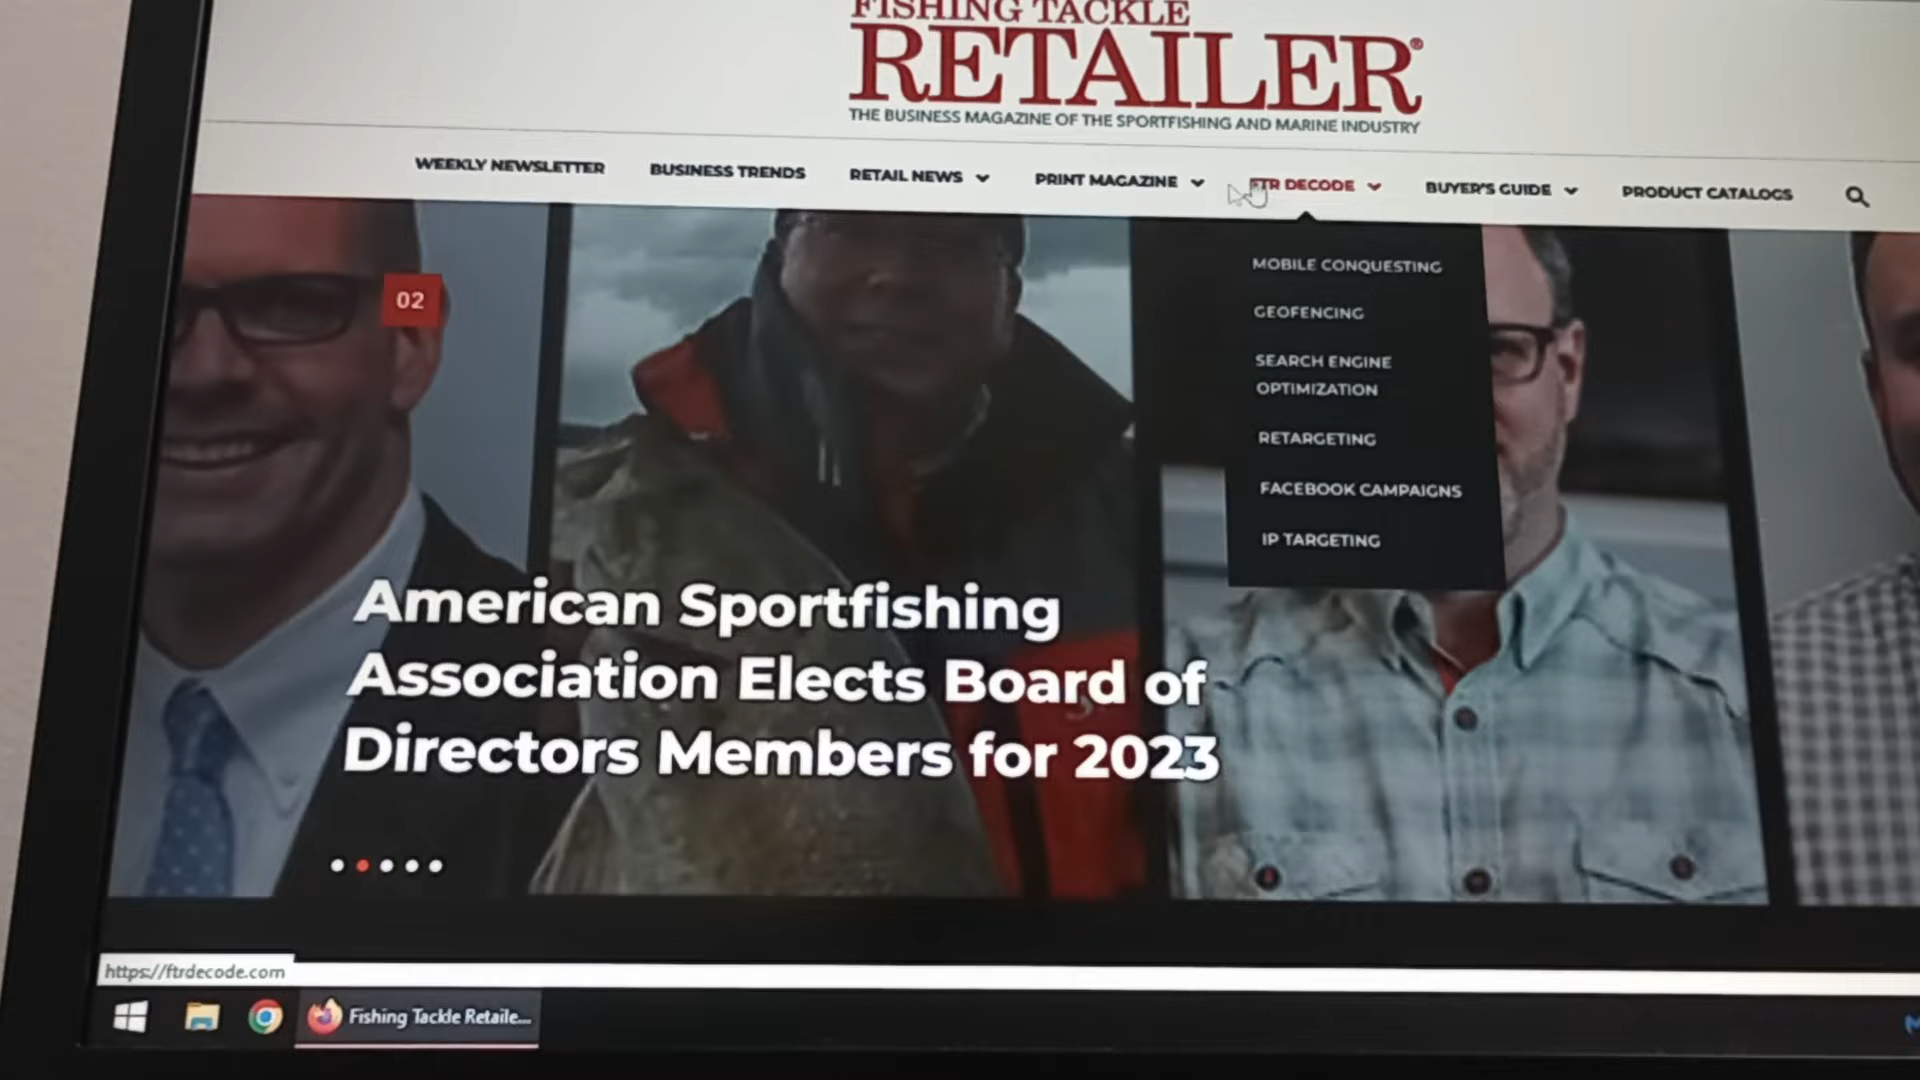 FISHING TACKLE
RETAILER®
THE BUSINESS MAGAZINE OF THE SPORTFISHING AND MARINE INDUSTRY
WEEKLY NEWSLETTER BUSINESS TRENDS RETAIL NEWS PRINT MAGAZINE FTR DECODE BUYER'S GUIDE PRODUCT CATALOGS
MOBILE CONQUESTING
GEOFENCING
SEARCH ENGINE
OPTIMIZATION
RETARGETING
FACEBOOK CAMPAIGNS
IP TARGETING
02
American Sportfishing
Association Elects Board of
Directors Members for 2023
https://ftrdecode.com
Fishing Tackle Retaile...